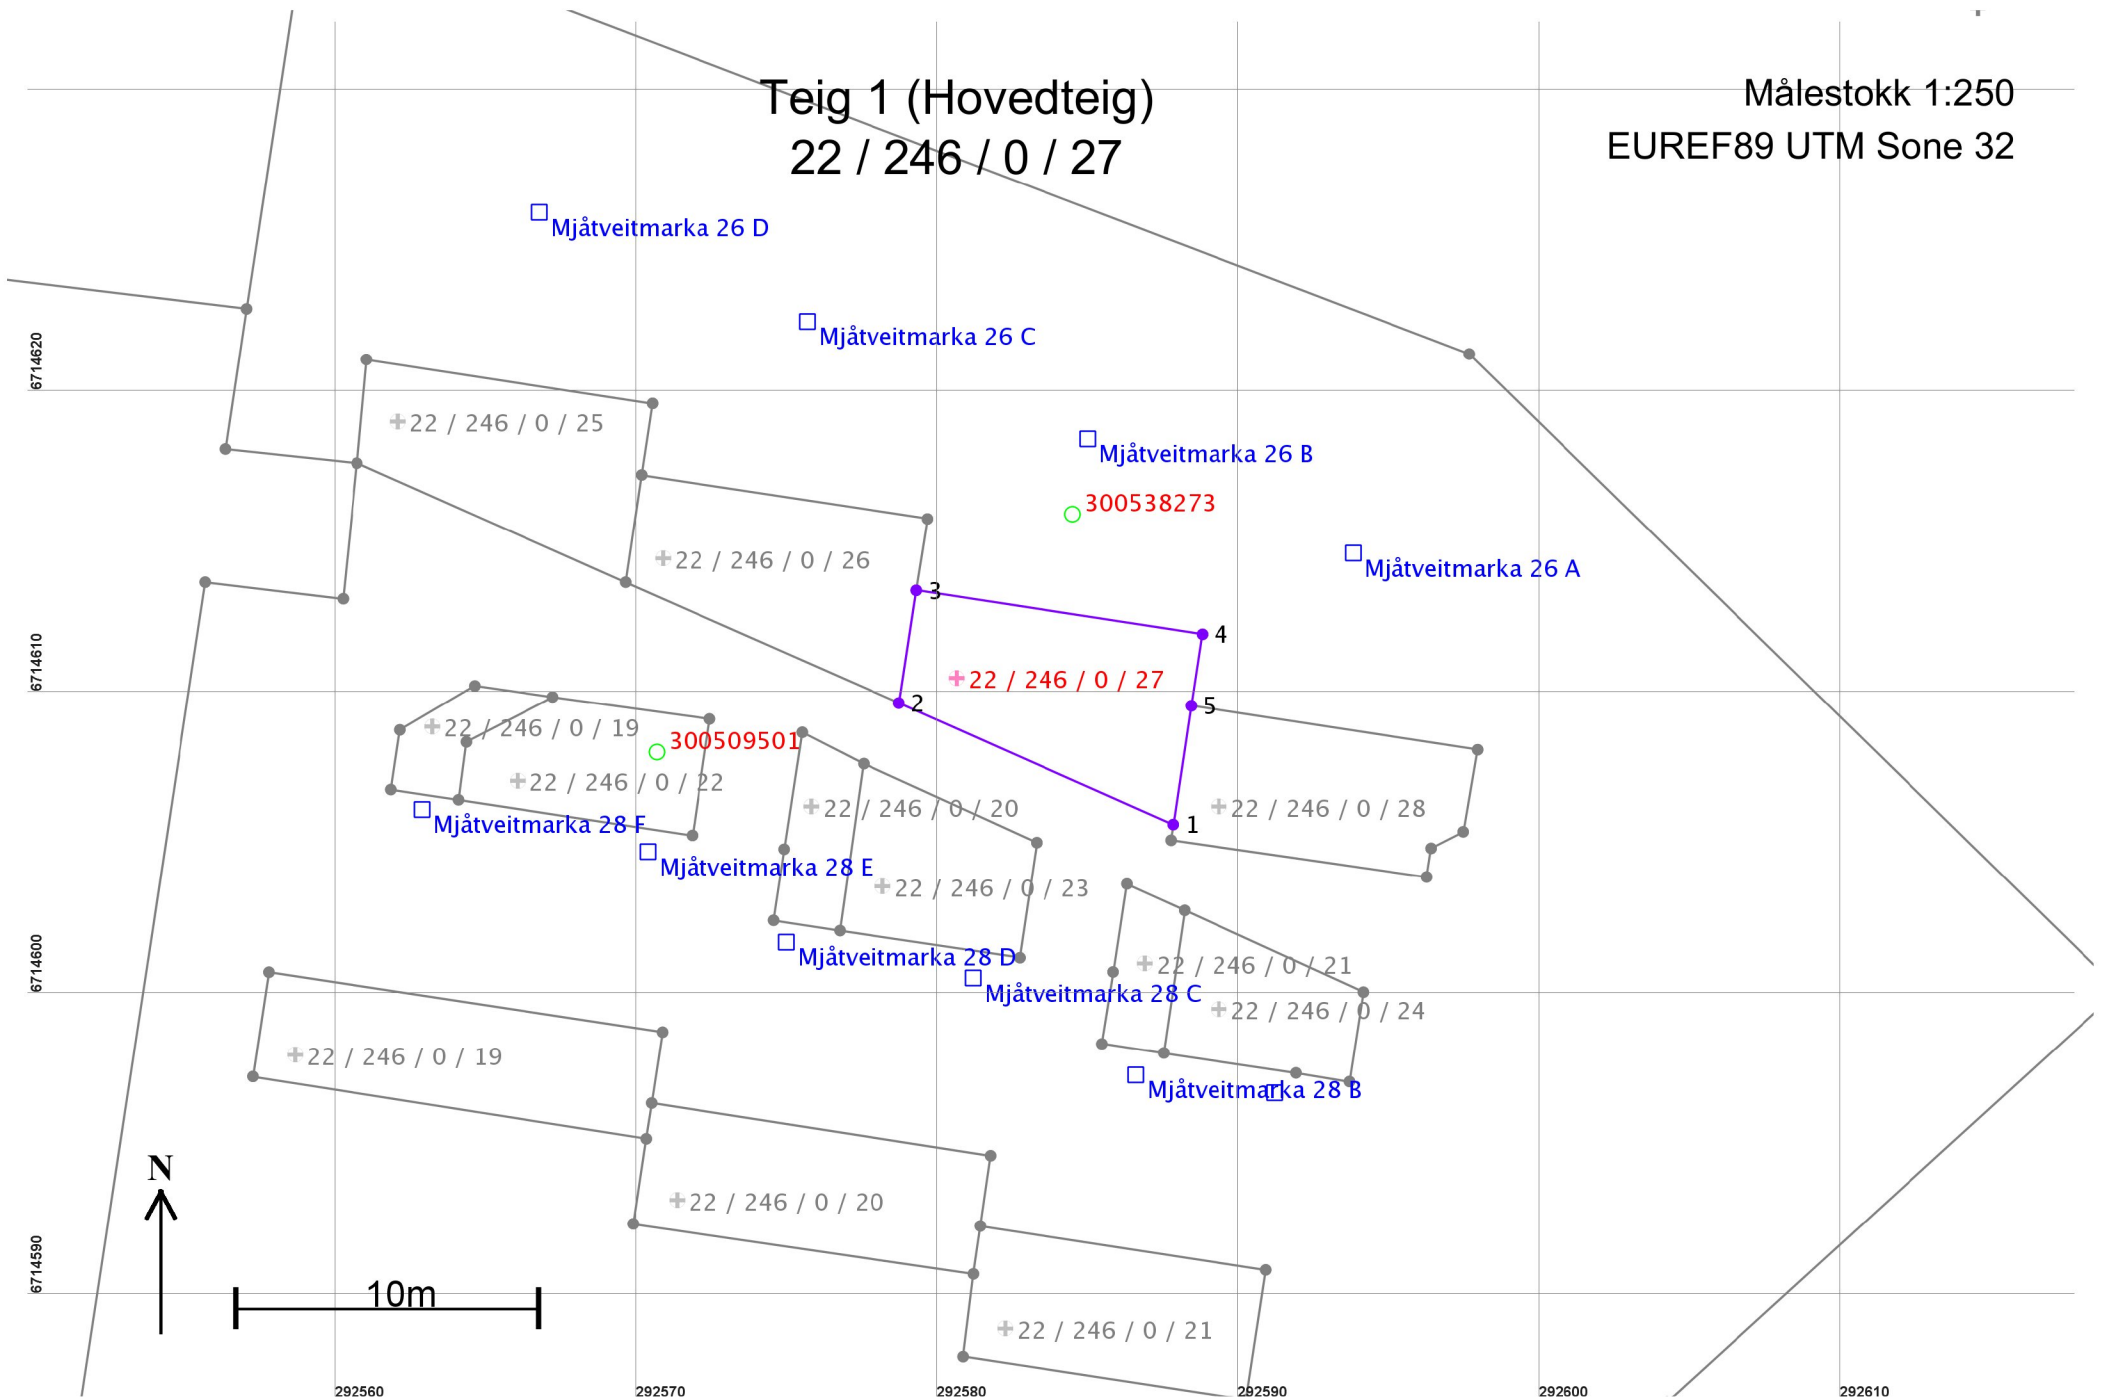 Teig 1 (Hovedteig)
22 / 246 / 0 / 27
Målestokk 1:250
EUREF89 UTM Sone 32
Mjåtveitmarka 26 D
Mjåtveitmarka 26 C
6714620
22 / 246 / 0 / 25
Mjåtveitmarka 26 B
300538273
22 / 246 / 0 / 26
Mjåtveitmarka 26 A
3
4
6714610
22 / 246 / 0 / 27
2
5
22 / 246 / 0 / 19
300509501
22 / 246 / 0 / 22
22 / 246 / 0 / 20
22 / 246 / 0 / 28
Mjåtveitmarka 28 F
1
Mjåtveitmarka 28 E
22 / 246 / 0 / 23
6714600
Mjåtveitmarka 28 D
22 / 246 / 0 / 21
Mjåtveitmarka 28 C
22 / 246 / 0 / 24
22 / 246 / 0 / 19
Mjåtveitmarka 28 B
N
22 / 246 / 0 / 20
6714590
10m
22 / 246 / 0 / 21
292560
292570
292580
292590
292600
292610